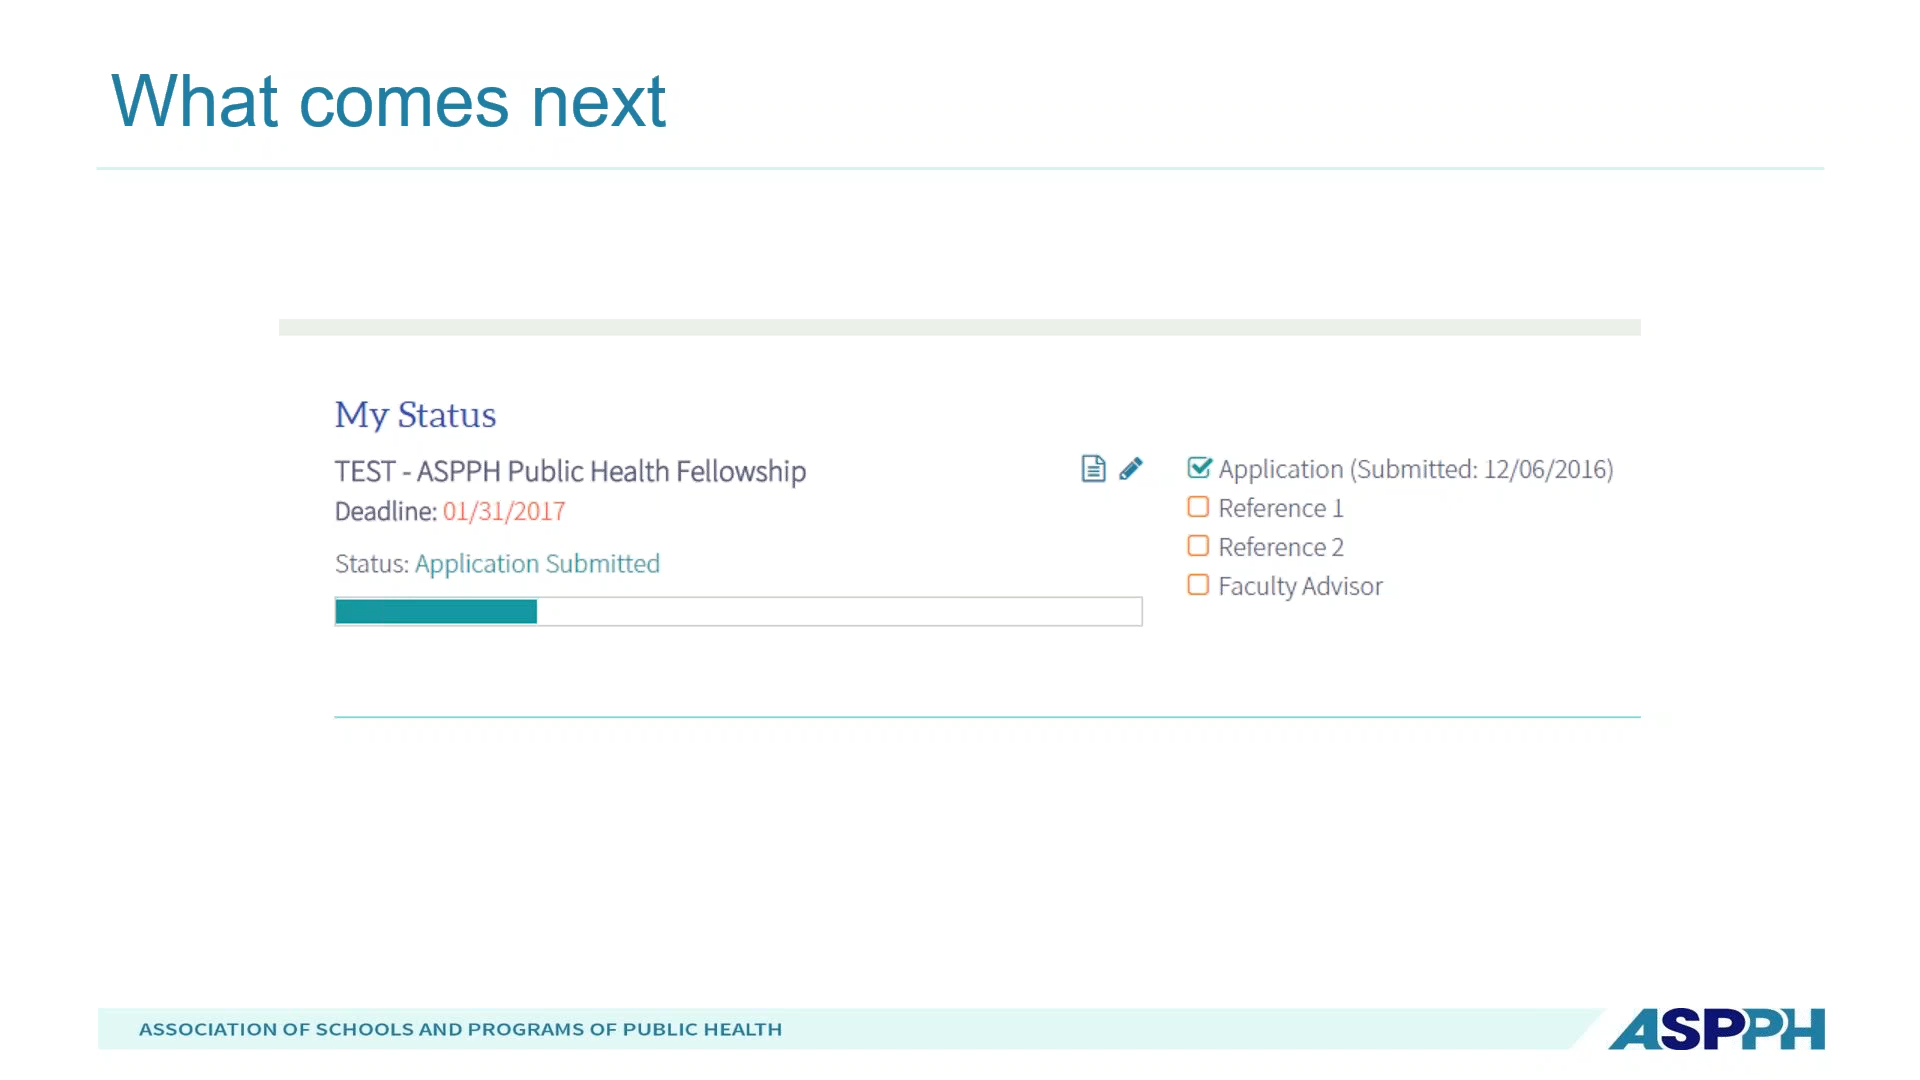 What comes next
My Status
TEST - ASPPH Public Health Fellowship
Deadline: 01/31/2017
Status: Application Submitted
Application (Submitted: 12/06/2016)
Reference 1
Reference 2
Faculty Advisor
ASSOCIATION OF SCHOOLS AND PROGRAMS OF PUBLIC HEALTH
ASPPH